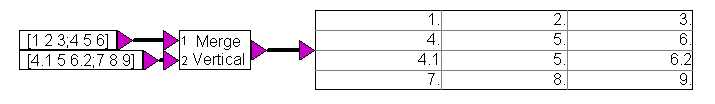 [1 2 3;4 5 6]
[4.1 5 6.2;7 8 9]
1 Merge
2 Vertical
1. 2. 3.
4. 5. 6.
4.1 5. 6.2
7. 8. 9.